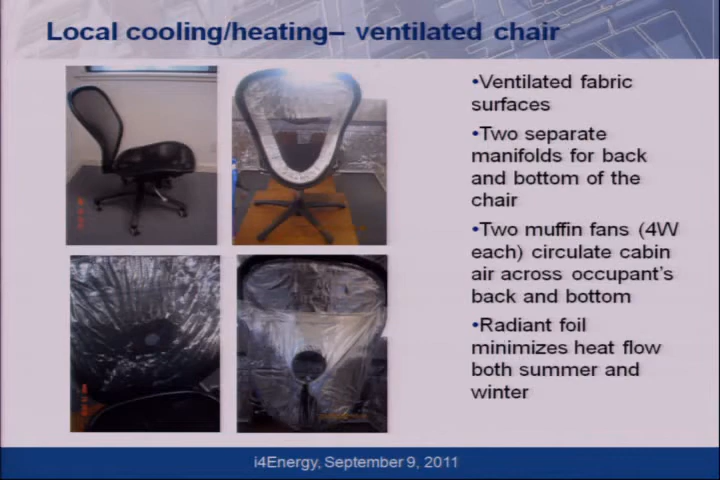 Local cooling/heating– ventilated chair
•Ventilated fabric
surfaces
•Two separate
manifolds for back
and bottom of the
chair
•Two muffin fans (4W
each) circulate cabin
air across occupant's
back and bottom
•Radiant foil
minimizes heat flow
both summer and
winter
i4Energy, September 9, 2011